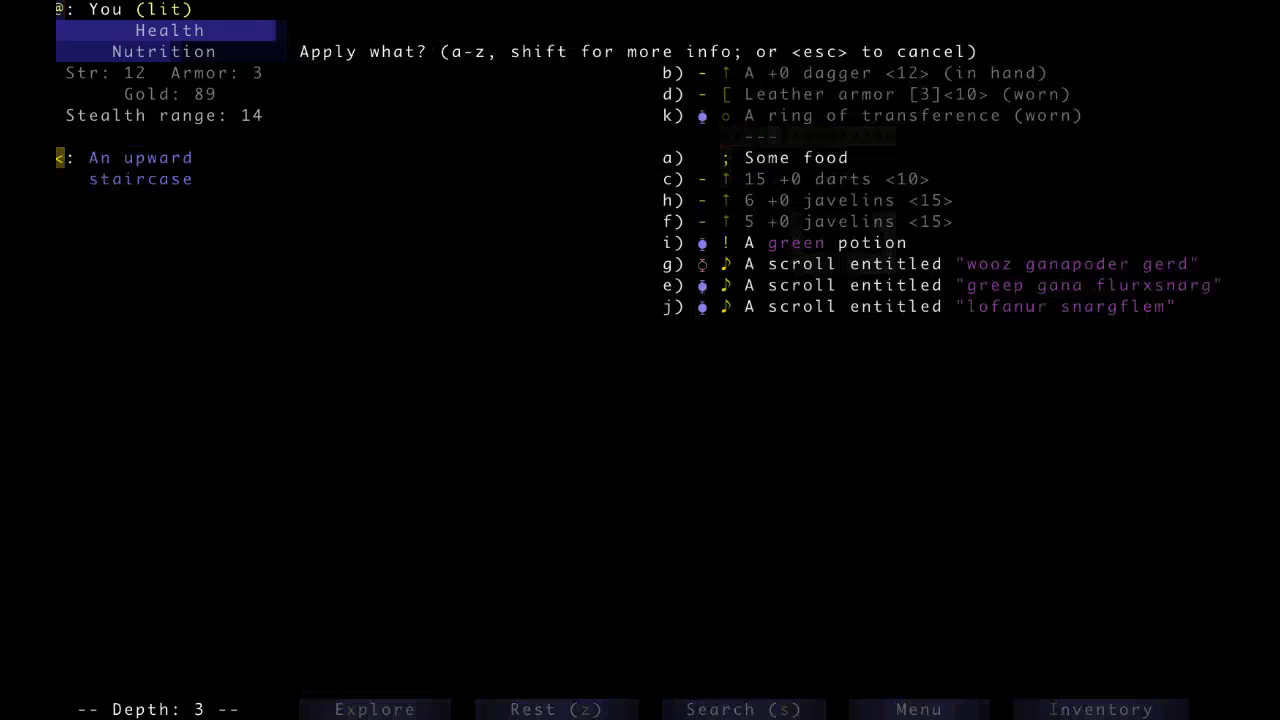 @: You (lit)
Health
Nutrition
Str: 12 Armor: 3
Gold: 89
Stealth range: 14
<: An upward
staircase
Apply what? (a-z, shift for more info; or <esc> to cancel)
b) - ↑ A +0 dagger <12> (in hand)
d) - [ Leather armor [3]<10> (worn)
k) ○ A ring of transference (worn)
---
a) ; Some food
c) - ↑ 15 +0 darts <10>
h) - ↑ 6 +0 javelins <15>
f) - ↑ 5 +0 javelins <15>
i) ! A green potion
g) ♪ A scroll entitled "wooz ganapoder gerd"
e) ♪ A scroll entitled "greep gana flurxsnarg"
j) ♪ A scroll entitled "lofanur snargflem"
-- Depth: 3 --
Explore
Rest (z)
Search (s)
Menu
Inventory